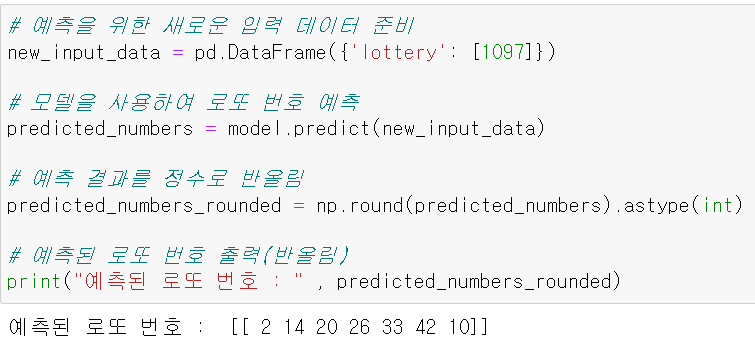 # 예측을 위한 새로운 입력 데이터 준비
new_input_data = pd.DataFrame({'lottery': [1097]})
# 모델을 사용하여 로또 번호 예측
predicted_numbers = model.predict(new_input_data)
# 예측 결과를 정수로 반올림
predicted_numbers_rounded = np.round(predicted_numbers).astype(int)
# 예측된 로또 번호 출력(반올림)
print("예측된 로또 번호 : " , predicted_numbers_rounded)
예측된 로또 번호 :  [[ 2 14 20 26 33 42 10]]